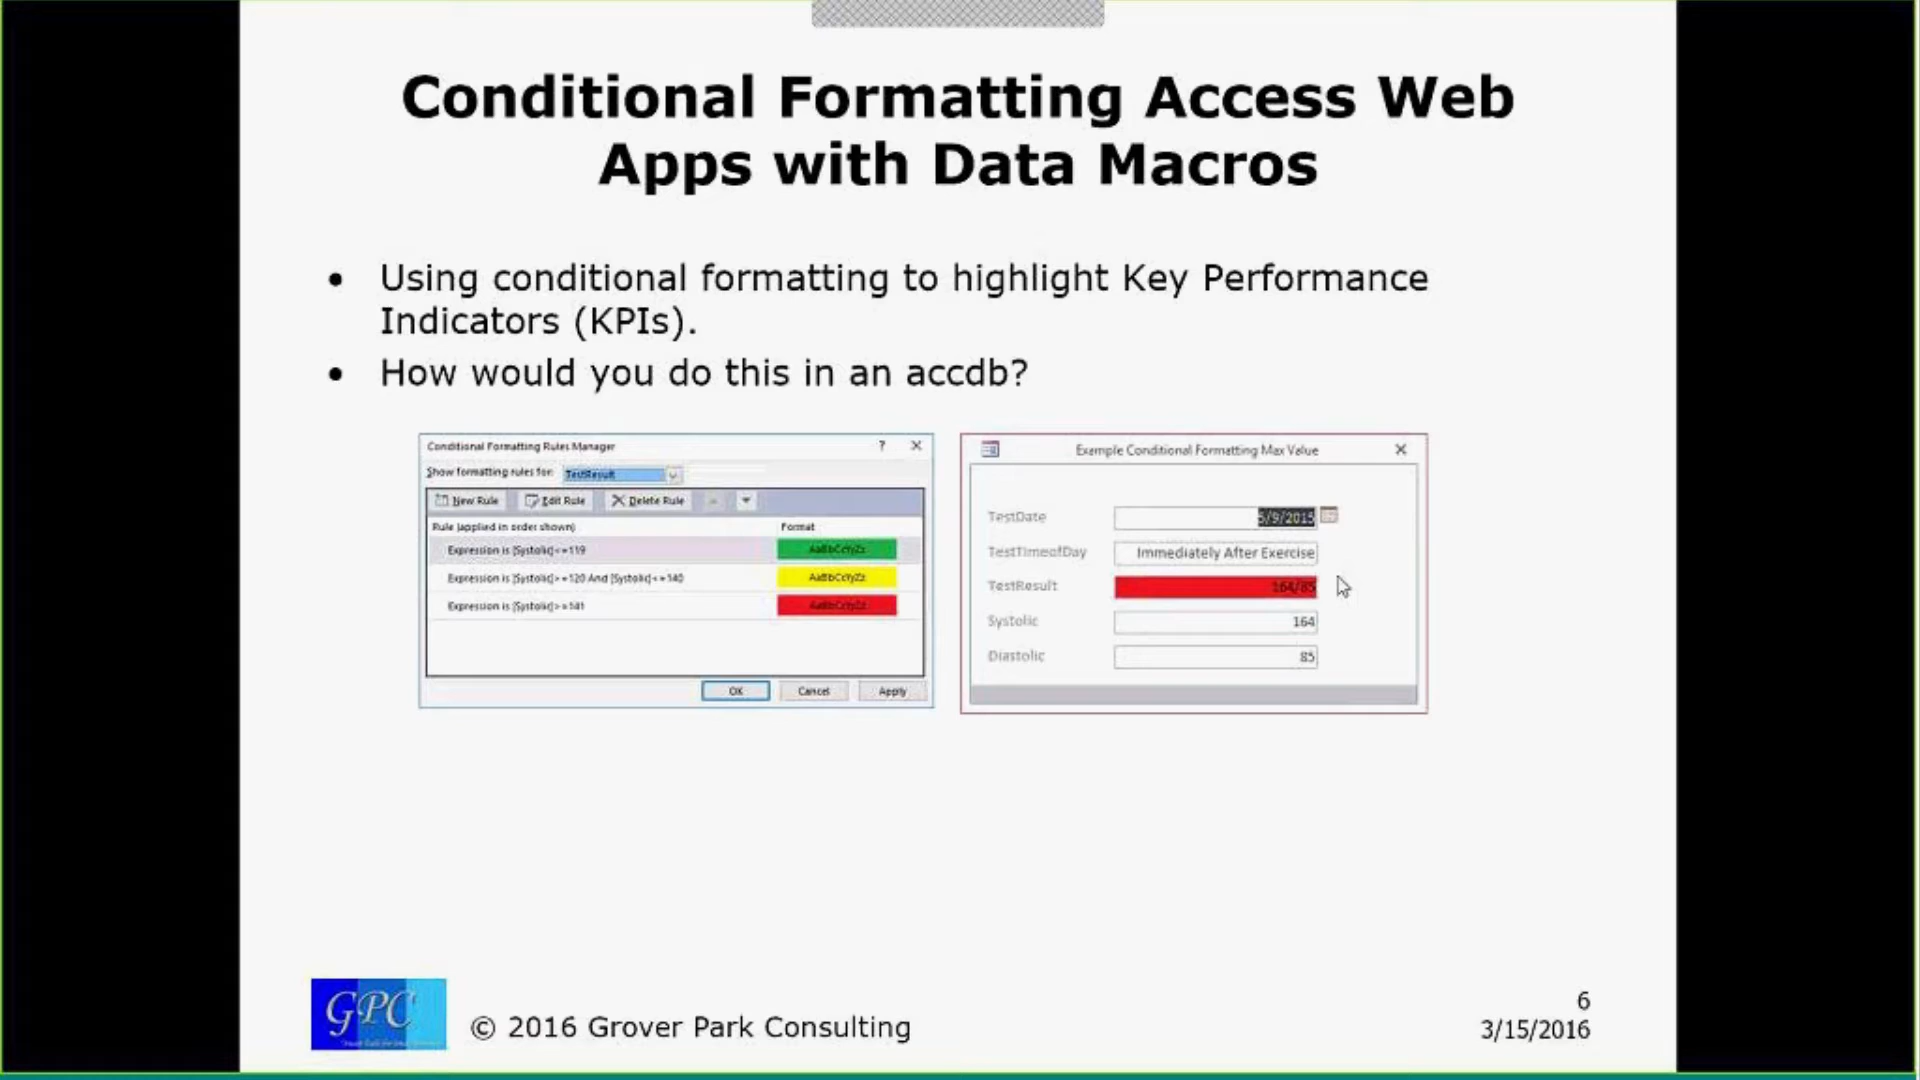 Conditional Formatting Access Web
Apps with Data Macros
• Using conditional formatting to highlight Key Performance
Indicators (KPIs).
• How would you do this in an accdb?
Conditional Formatting Rules Manager ?
Show formatting rules for: TestResult
New Rule Edit Rule Delete Rule
Rule (applied in order shown) Format
Expression is [Systolic]<=119 AaBbCcYyZz
Expression is [Systolic]>=120 And [Systolic]<=140 AaBbCcYyZz
Expression is [Systolic]>=141 AaBbCcYyZz
OK Cancel Apply
Example Conditional Formatting Max Value
TestDate 5/9/2015
TestTimeofDay Immediately After Exercise
TestResult 164/85
Systolic 164
Diastolic 85
GPC
© 2016 Grover Park Consulting
6
3/15/2016